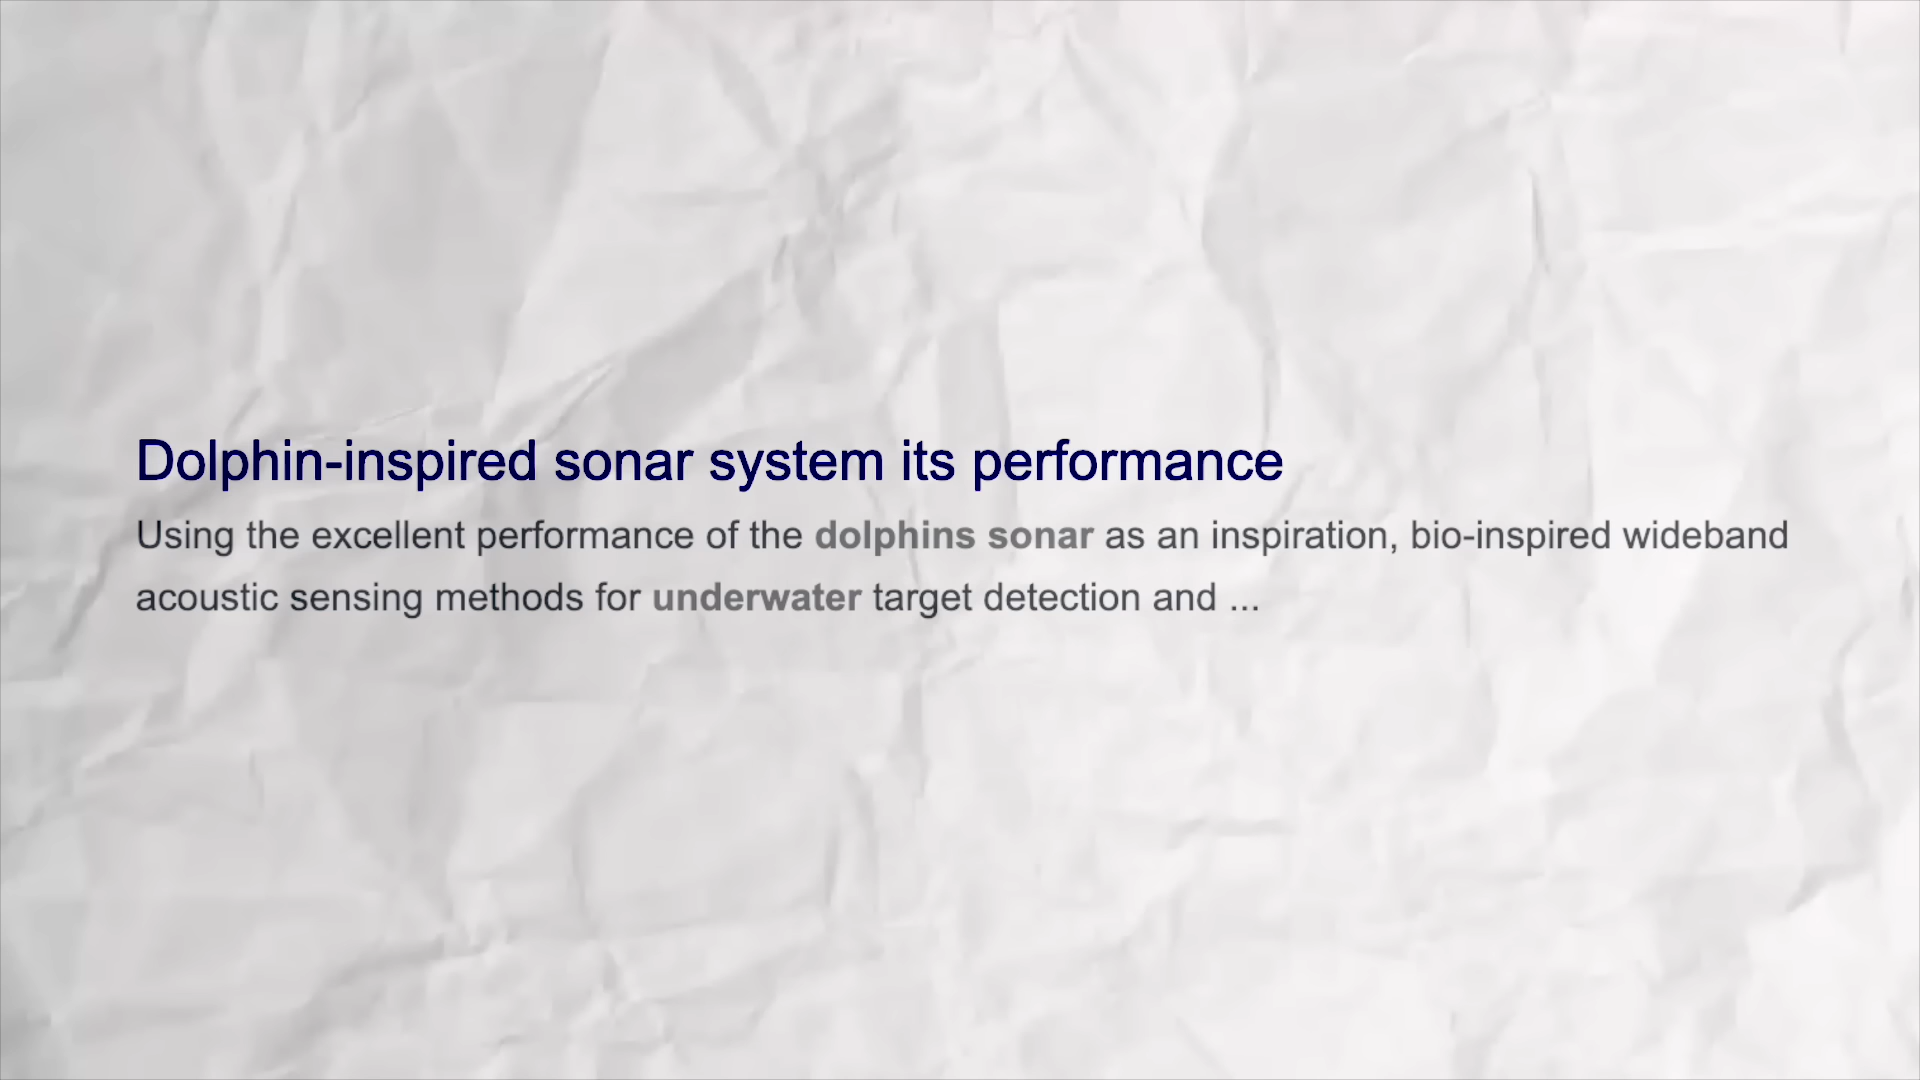 Dolphin-inspired sonar system its performance
Using the excellent performance of the dolphins sonar as an inspiration, bio-inspired wideband
acoustic sensing methods for underwater target detection and ...